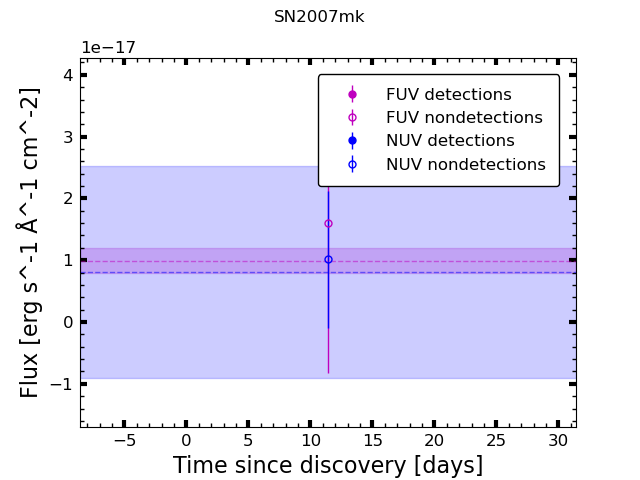 SN2007mk
1e−17
FUV detections
FUV nondetections
NUV detections
NUV nondetections
4
3
2
1
0
−1
Flux [erg s^-1 Å^-1 cm^-2]
−5
0
5
10
15
20
25
30
Time since discovery [days]